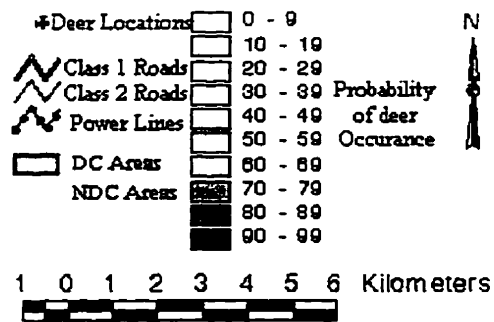 Deer Locations 0 - 9 N
10 - 19
Class 1 Roads 20 - 29
Class 2 Roads 30 - 39 Probability
Power Lines 40 - 49 of deer
50 - 59 Occurance
DC Areas 60 - 69
NDC Areas 70 - 79
80 - 89
90 - 99
1 0 1 2 3 4 5 6 Kilometers